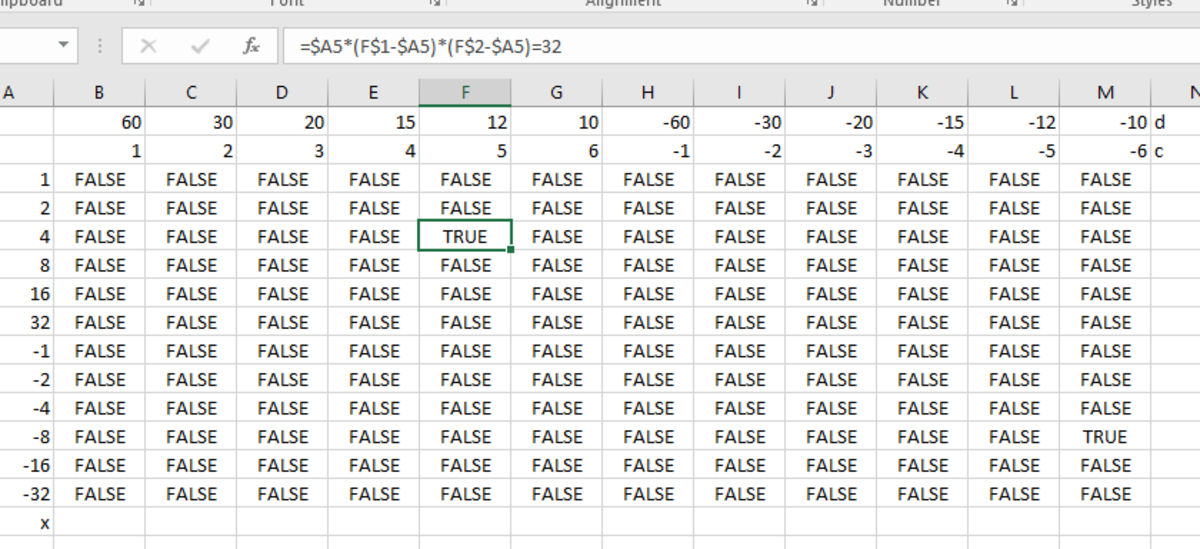 Font Alignment Number Styles
fx =$A5*(F$1-$A5)*(F$2-$A5)=32
A B C D E F G H I J K L M
60 30 20 15 12 10 -60 -30 -20 -15 -12 -10 d
1 2 3 4 5 6 -1 -2 -3 -4 -5 -6 c
1 FALSE FALSE FALSE FALSE FALSE FALSE FALSE FALSE FALSE FALSE FALSE FALSE
2 FALSE FALSE FALSE FALSE FALSE FALSE FALSE FALSE FALSE FALSE FALSE FALSE
4 FALSE FALSE FALSE FALSE TRUE FALSE FALSE FALSE FALSE FALSE FALSE FALSE
8 FALSE FALSE FALSE FALSE FALSE FALSE FALSE FALSE FALSE FALSE FALSE FALSE
16 FALSE FALSE FALSE FALSE FALSE FALSE FALSE FALSE FALSE FALSE FALSE FALSE
32 FALSE FALSE FALSE FALSE FALSE FALSE FALSE FALSE FALSE FALSE FALSE FALSE
-1 FALSE FALSE FALSE FALSE FALSE FALSE FALSE FALSE FALSE FALSE FALSE FALSE
-2 FALSE FALSE FALSE FALSE FALSE FALSE FALSE FALSE FALSE FALSE FALSE FALSE
-4 FALSE FALSE FALSE FALSE FALSE FALSE FALSE FALSE FALSE FALSE FALSE FALSE
-8 FALSE FALSE FALSE FALSE FALSE FALSE FALSE FALSE FALSE FALSE FALSE TRUE
-16 FALSE FALSE FALSE FALSE FALSE FALSE FALSE FALSE FALSE FALSE FALSE FALSE
-32 FALSE FALSE FALSE FALSE FALSE FALSE FALSE FALSE FALSE FALSE FALSE FALSE
x